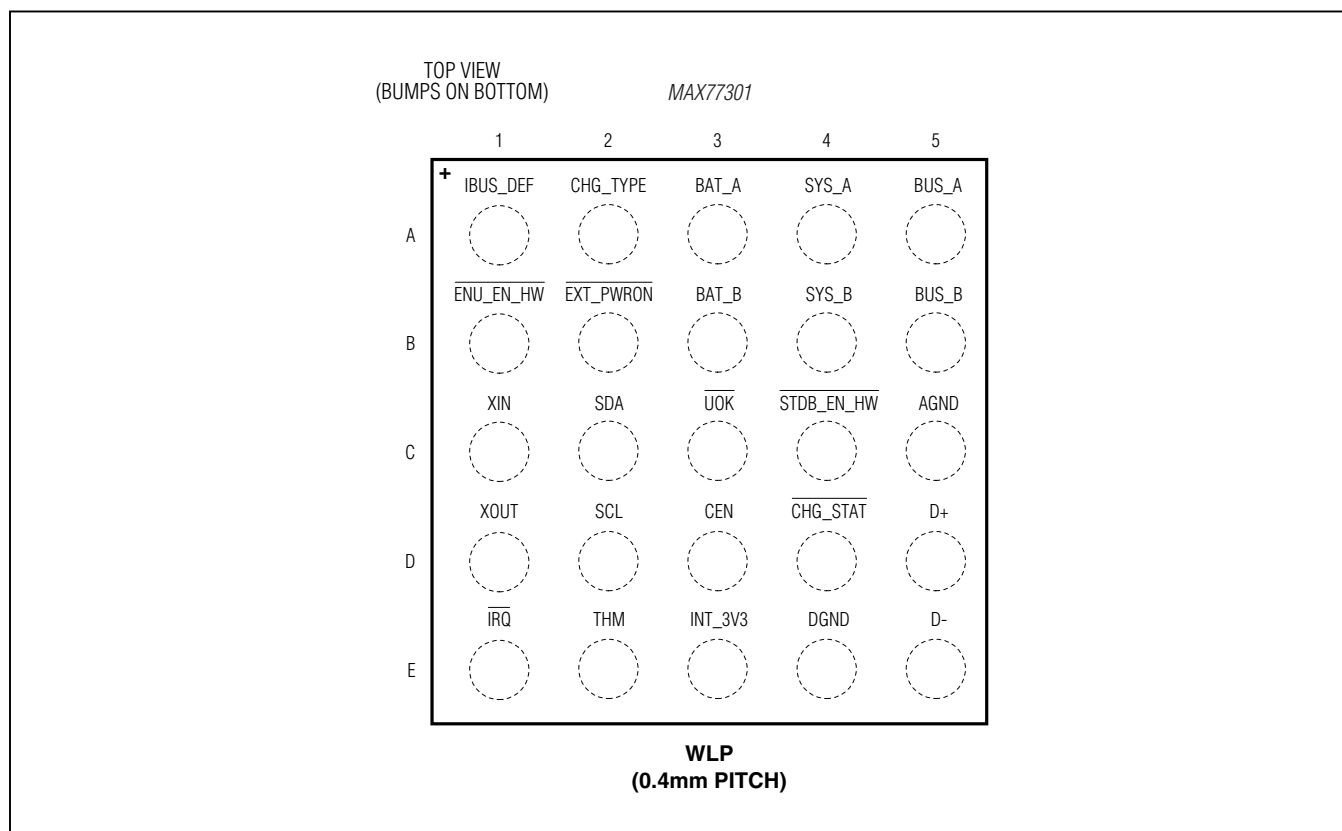 TOP VIEW
(BUMPS ON BOTTOM)
MAX77301
1 2 3 4 5
+
IBUS_DEF CHG_TYPE BAT_A SYS_A BUS_A
A
ENU_EN_HW EXT_PWRON BAT_B SYS_B BUS_B
B
XIN SDA UOK STDB_EN_HW AGND
C
XOUT SCL CEN CHG_STAT D+
D
IRQ THM INT_3V3 DGND D-
E
WLP
(0.4mm PITCH)